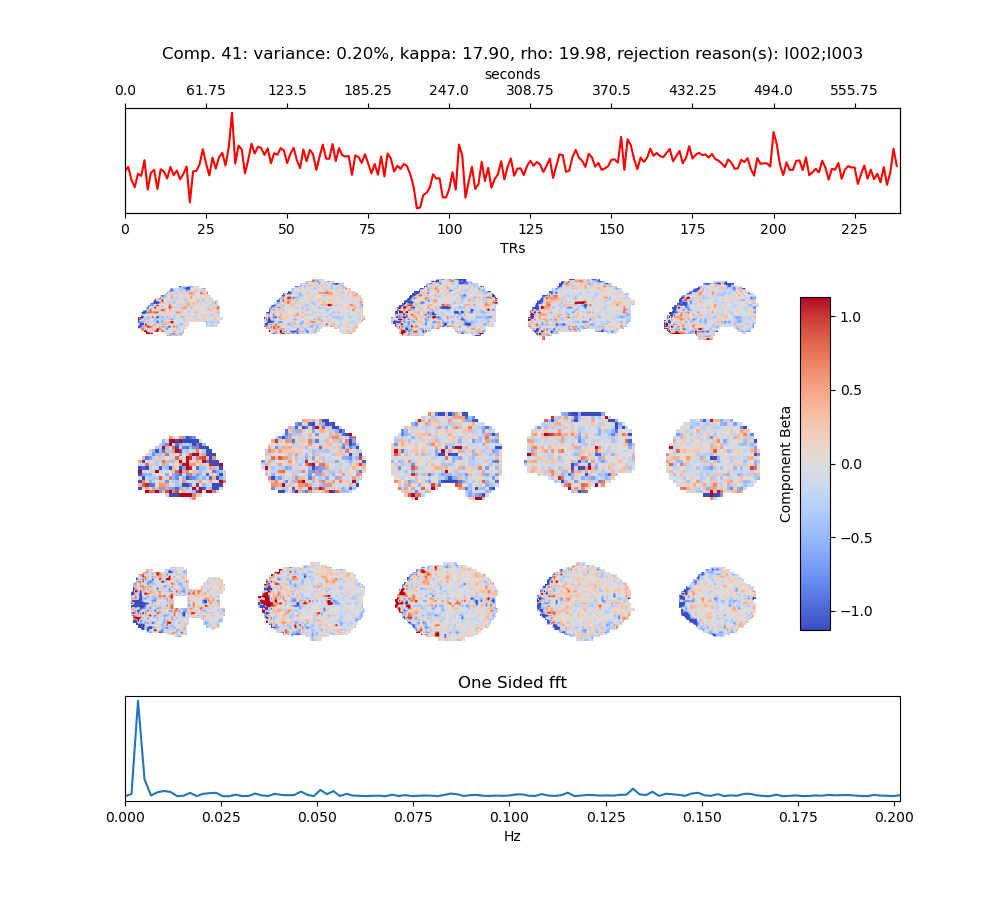 Comp. 41: variance: 0.20%, kappa: 17.90, rho: 19.98, rejection reason(s): I002;I003
seconds
0.0 61.75 123.5 185.25 247.0 308.75 370.5 432.25 494.0 555.75
0 25 50 75 100 125 150 175 200 225
TRs
1.0
0.5
0.0
−0.5
−1.0
Component Beta
One Sided fft
0.000 0.025 0.050 0.075 0.100 0.125 0.150 0.175 0.200
Hz